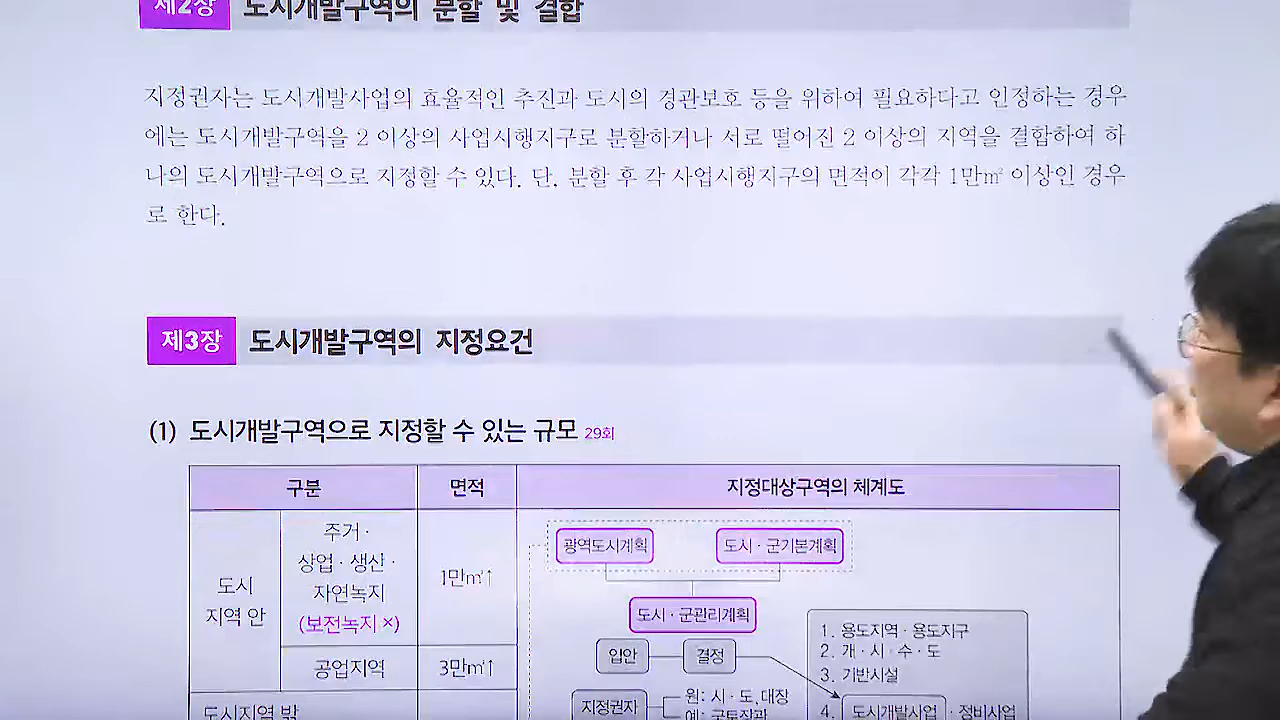 제2장 도시개발구역의 분할 및 결합
지정권자는 도시개발사업의 효율적인 추진과 도시의 경관보호 등을 위하여 필요하다고 인정하는 경우
에는 도시개발구역을 2 이상의 사업시행지구로 분할하거나 서로 떨어진 2 이상의 지역을 결합하여 하
나의 도시개발구역으로 지정할 수 있다. 단, 분할 후 각 사업시행지구의 면적이 각각 1만㎡ 이상인 경우
로 한다.
제3장 도시개발구역의 지정요건
(1) 도시개발구역으로 지정할 수 있는 규모 29회
구분 면적 지정대상구역의 체계도
도시
지역 안
주거 ·
상업 · 생산 ·
자연녹지
(보전녹지 ×)
1만㎡↑
공업지역 3만㎡↑
도시지역 밖
광역도시계획 도시 · 군기본계획
도시 · 군관리계획
입안 결정
지정권자
원: 시 · 도, 대장
예: 국토장관
1. 용도지역 · 용도지구
2. 개 · 시 · 수 · 도
3. 기반시설
4. 도시개발사업 · 정비사업